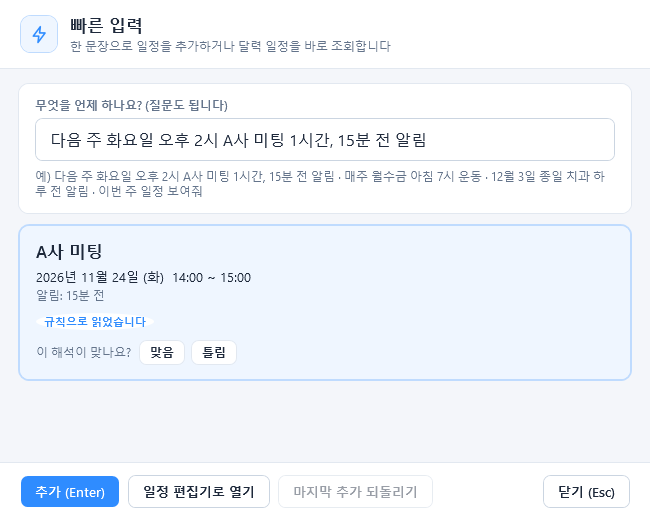 빠른 입력
한 문장으로 일정을 추가하거나 달력 일정을 바로 조회합니다
무엇을 언제 하나요? (질문도 됩니다)
다음 주 화요일 오후 2시 A사 미팅 1시간, 15분 전 알림
예) 다음 주 화요일 오후 2시 A사 미팅 1시간, 15분 전 알림 · 매주 월수금 아침 7시 운동 · 12월 3일 종일 치과 하
루 전 알림 · 이번 주 일정 보여줘
A사 미팅
2026년 11월 24일 (화) 14:00 ~ 15:00
알림: 15분 전
규칙으로 읽었습니다
이 해석이 맞나요? 맞음 틀림
추가 (Enter) 일정 편집기로 열기 마지막 추가 되돌리기 닫기 (Esc)